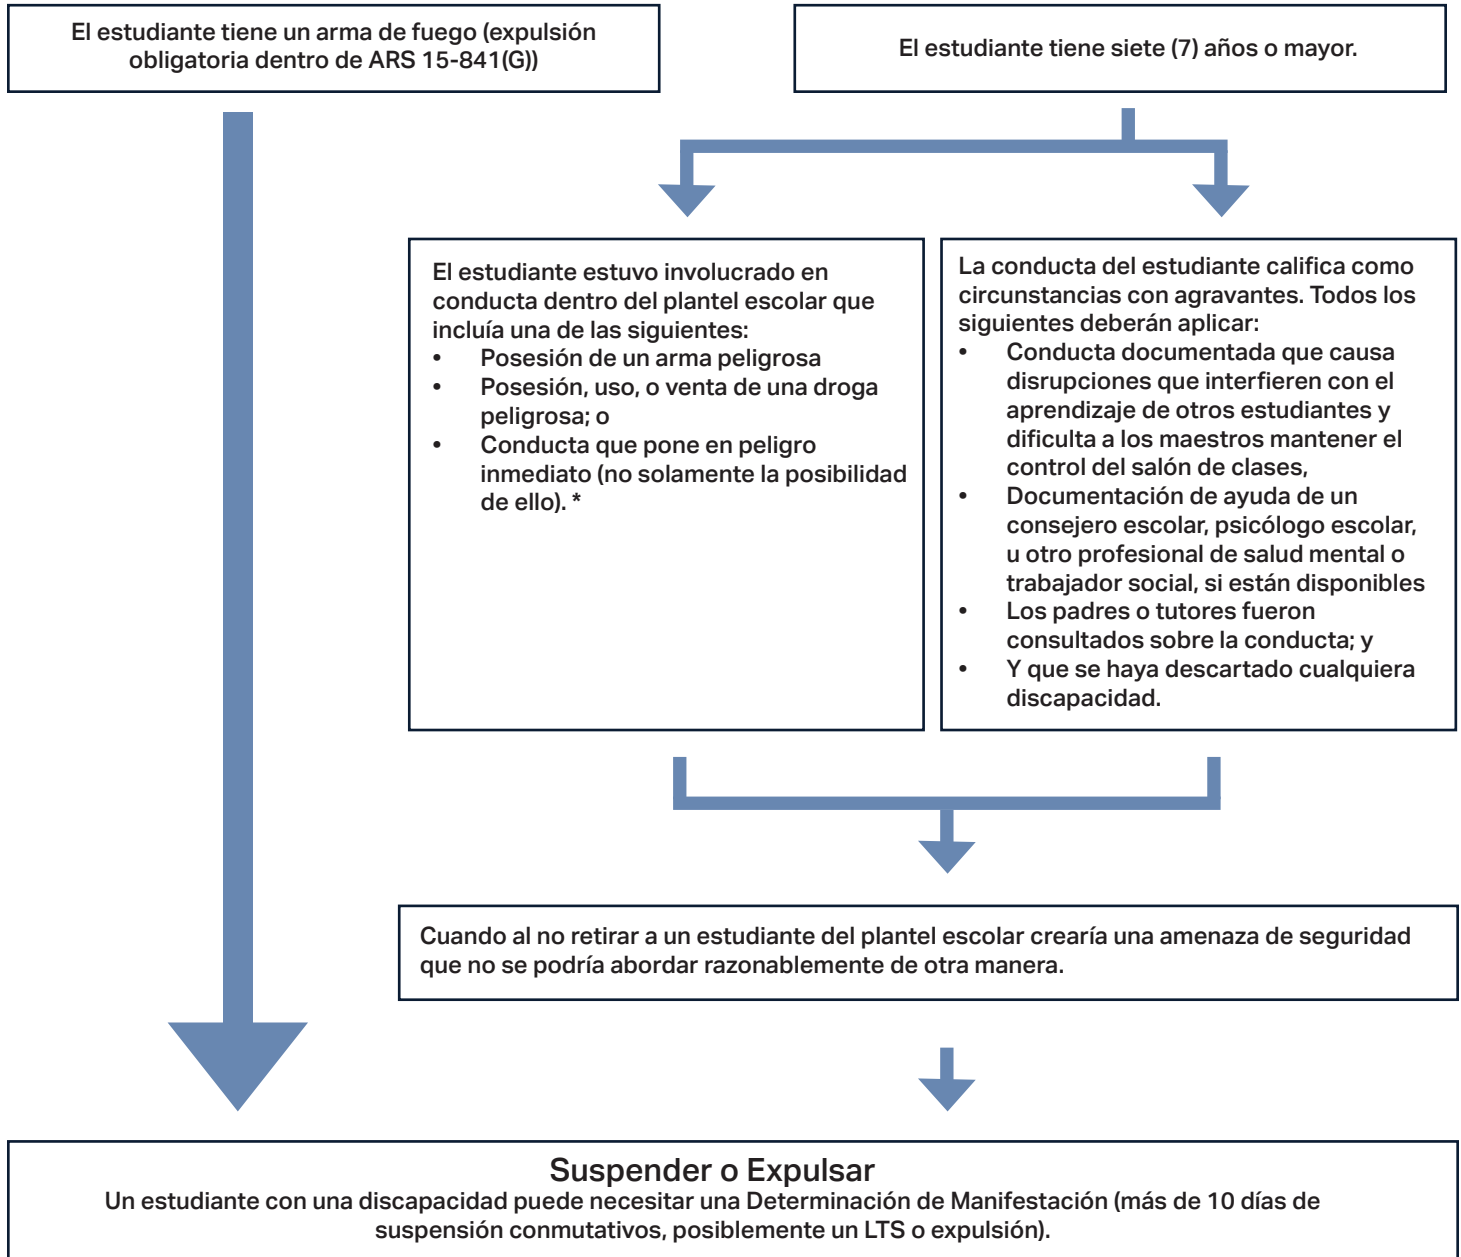 El estudiante tiene un arma de fuego (expulsión
obligatoria dentro de ARS 15-841(G))
El estudiante tiene siete (7) años o mayor.
El estudiante estuvo involucrado en
conducta dentro del plantel escolar que
incluía una de las siguientes:
• Posesión de un arma peligrosa
• Posesión, uso, o venta de una droga
peligrosa; o
• Conducta que pone en peligro
inmediato (no solamente la posibilidad
de ello). *
La conducta del estudiante califica como
circunstancias con agravantes. Todos los
siguientes deberán aplicar:
• Conducta documentada que causa
disrupciones que interfieren con el
aprendizaje de otros estudiantes y
dificulta a los maestros mantener el
control del salón de clases,
• Documentación de ayuda de un
consejero escolar, psicólogo escolar,
u otro profesional de salud mental o
trabajador social, si están disponibles
• Los padres o tutores fueron
consultados sobre la conducta; y
• Y que se haya descartado cualquiera
discapacidad.
Cuando al no retirar a un estudiante del plantel escolar crearía una amenaza de seguridad
que no se podría abordar razonablemente de otra manera.
Suspender o Expulsar
Un estudiante con una discapacidad puede necesitar una Determinación de Manifestación (más de 10 días de
suspensión conmutativos, posiblemente un LTS o expulsión).